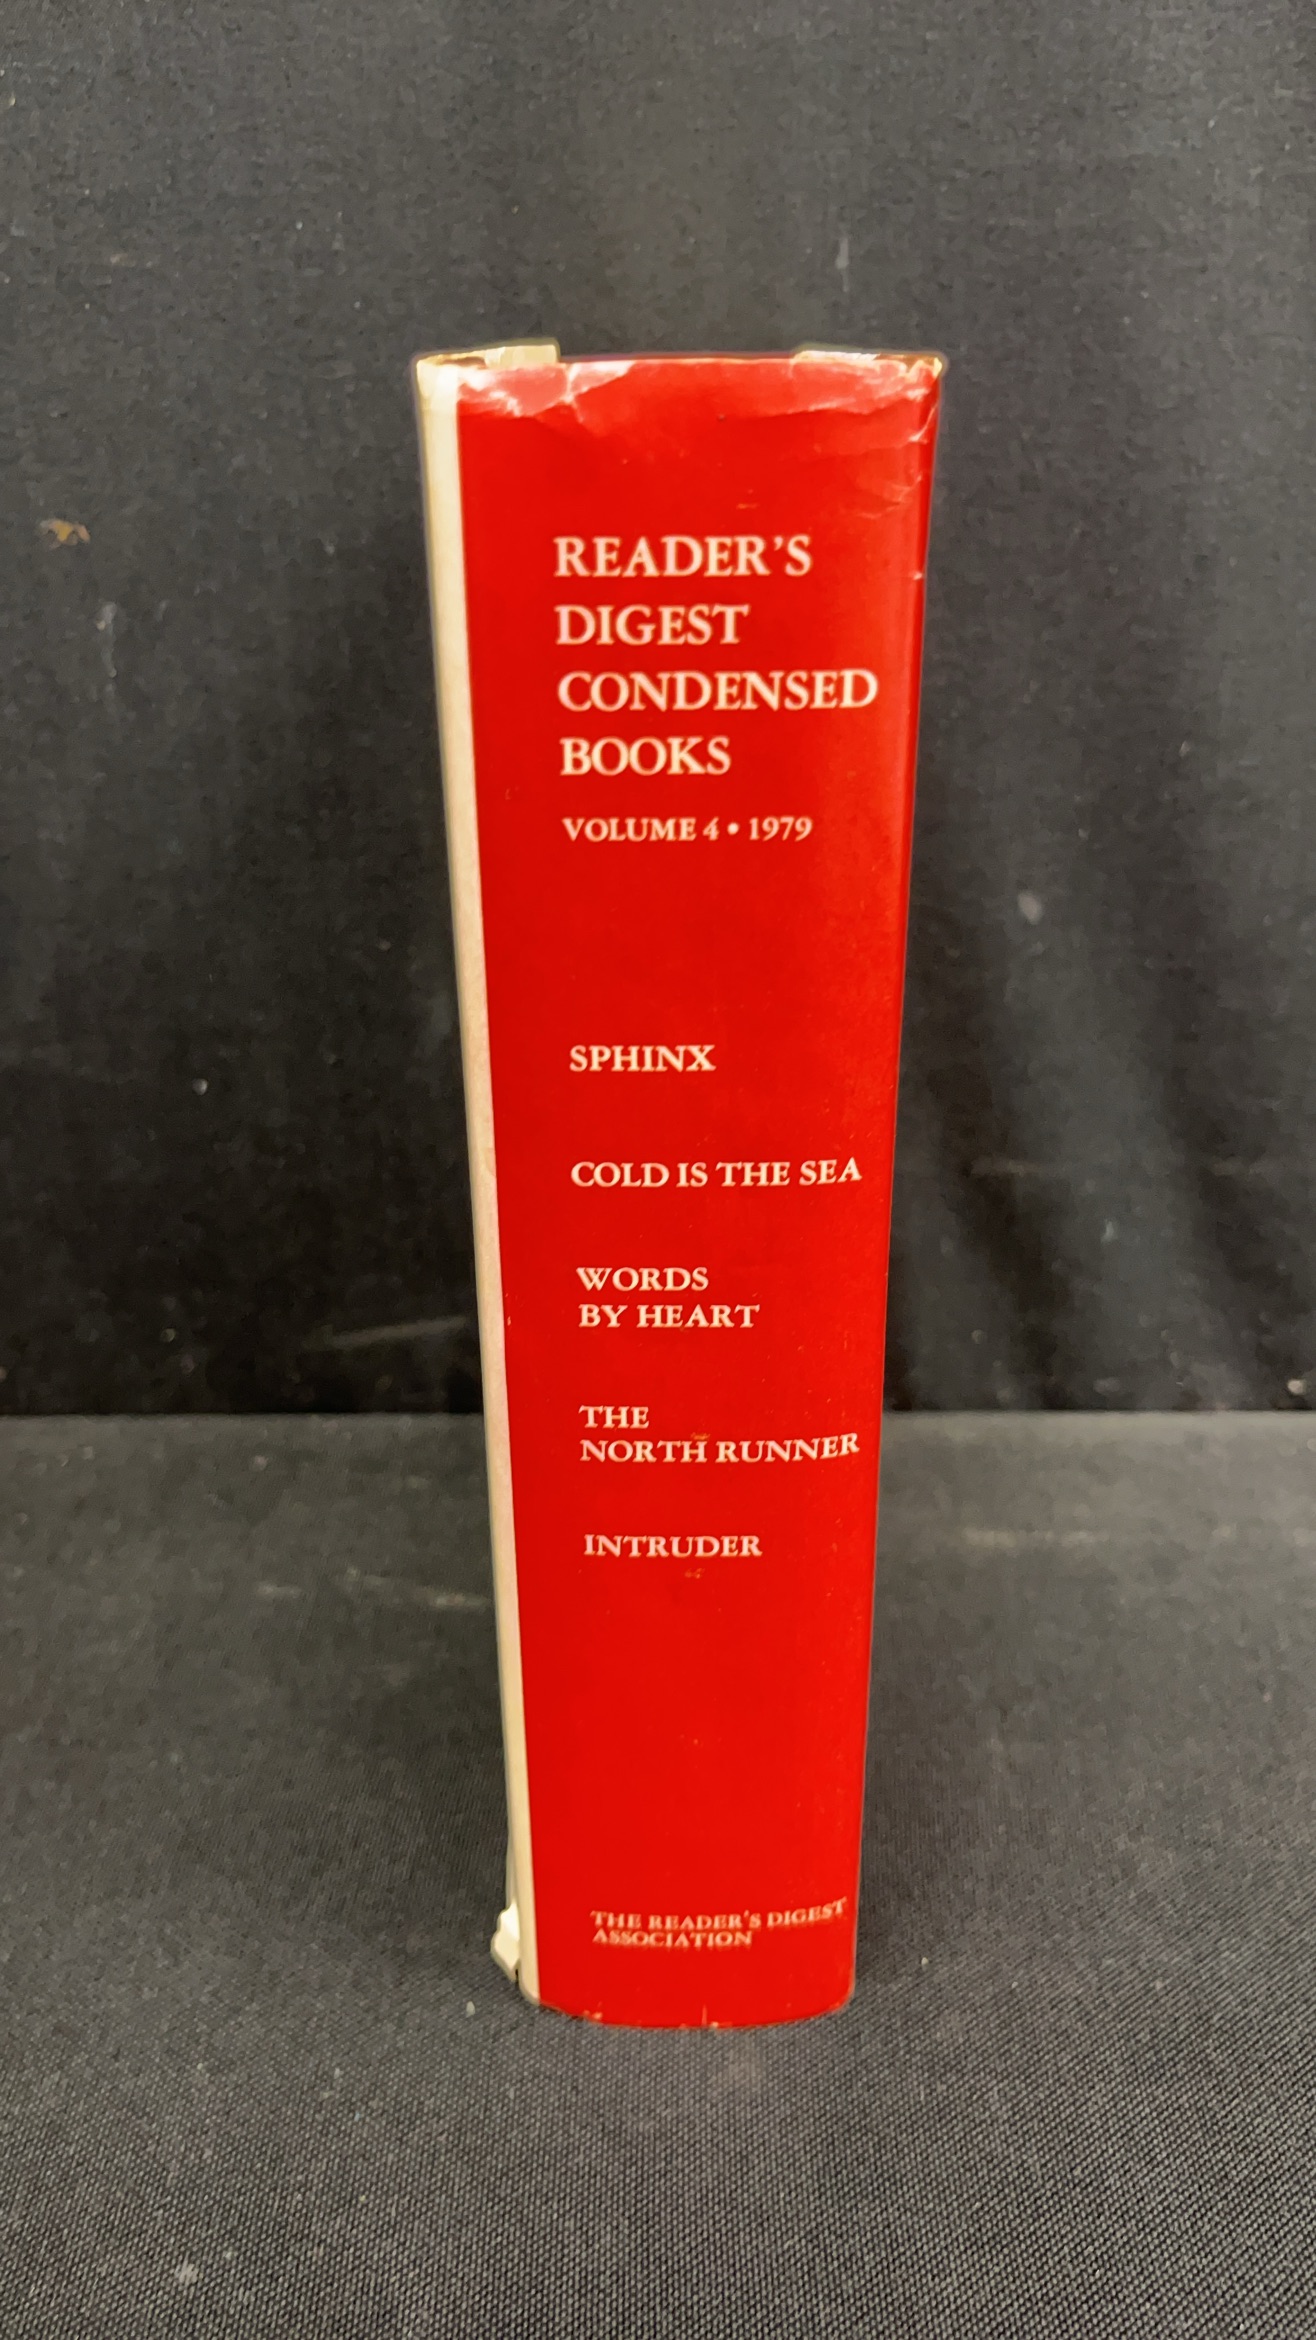 READER'S
DIGEST
CONDENSED
BOOKS
VOLUME 4 • 1979
SPHINX
COLD IS THE SEA
WORDS
BY HEART
THE
NORTH RUNNER
INTRUDER
THE READER'S DIGEST
ASSOCIATION